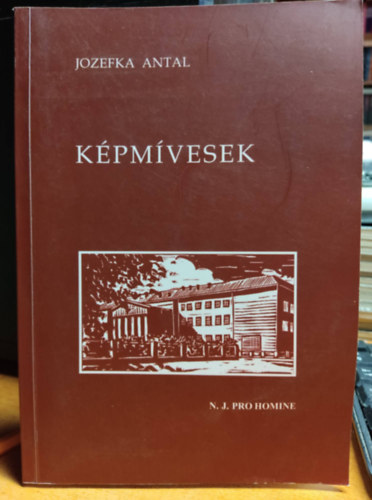 JOZEFKA ANTAL
KÉPMÍVESEK
N. J. PRO HOMINE